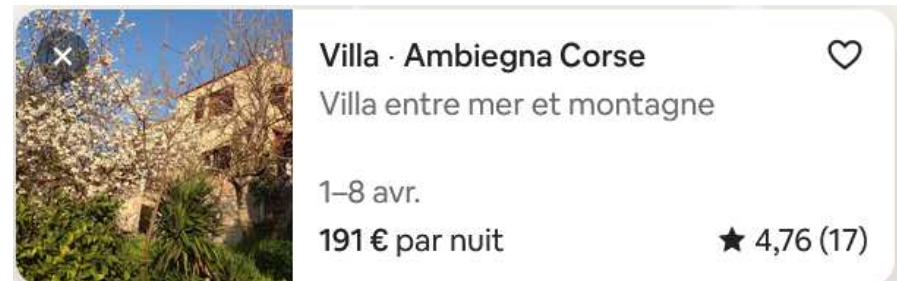 Villa · Ambiegna Corse
Villa entre mer et montagne
1–8 avr.
191 € par nuit
★ 4,76 (17)